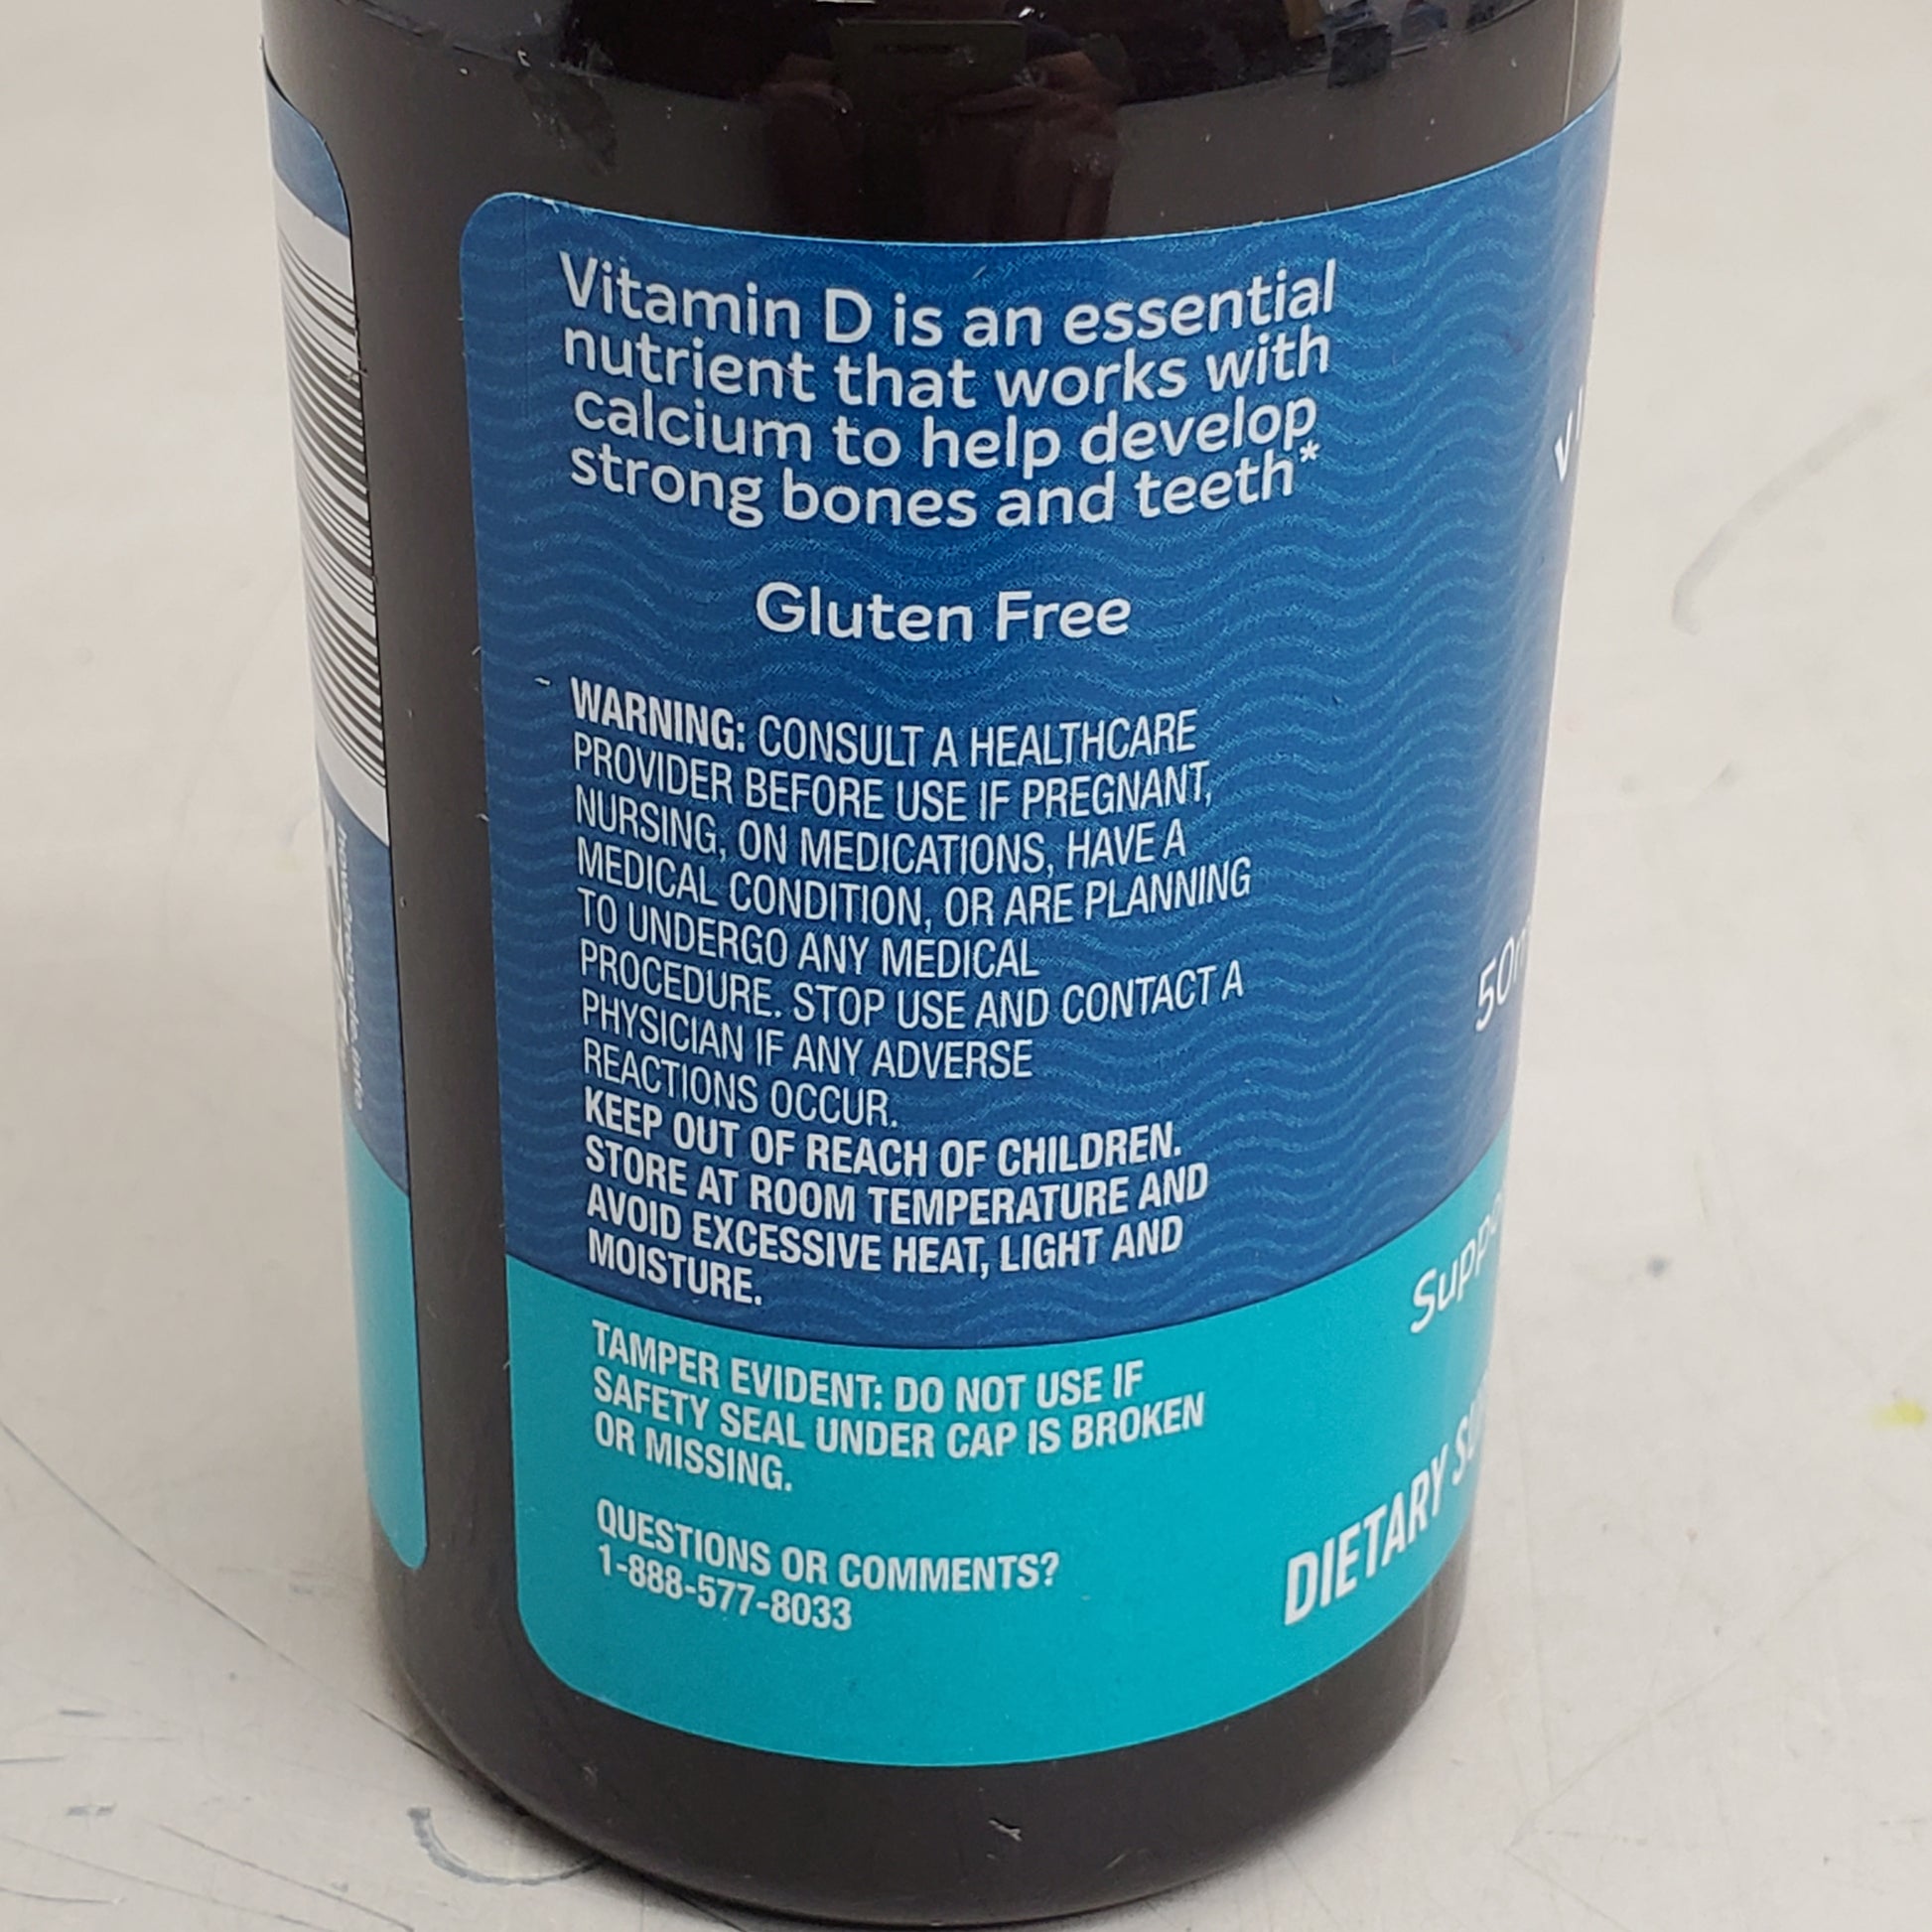 Vitamin D is an essential
nutrient that works with
calcium to help develop
strong bones and teeth*
Gluten Free
WARNING: CONSULT A HEALTHCARE
PROVIDER BEFORE USE IF PREGNANT,
NURSING, ON MEDICATIONS, HAVE A
MEDICAL CONDITION, OR ARE PLANNING
TO UNDERGO ANY MEDICAL
PROCEDURE. STOP USE AND CONTACT A
PHYSICIAN IF ANY ADVERSE
REACTIONS OCCUR.
KEEP OUT OF REACH OF CHILDREN.
STORE AT ROOM TEMPERATURE AND
AVOID EXCESSIVE HEAT, LIGHT AND
MOISTURE.
TAMPER EVIDENT: DO NOT USE IF
SAFETY SEAL UNDER CAP IS BROKEN
OR MISSING.
QUESTIONS OR COMMENTS?
1-888-577-8033
DIETARY